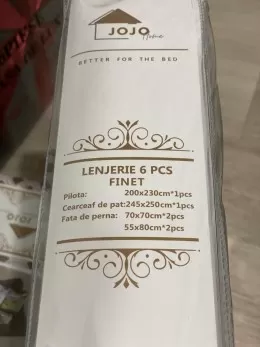 JOJO
Home
BETTER FOR THE BED
LENJERIE 6 PCS
FINET
Pilota: 200x230cm*1pcs
Cearceaf de pat:245x250cm*1pcs
Fata de perna: 70x70cm*2pcs
55x80cm*2pcs
JOJO